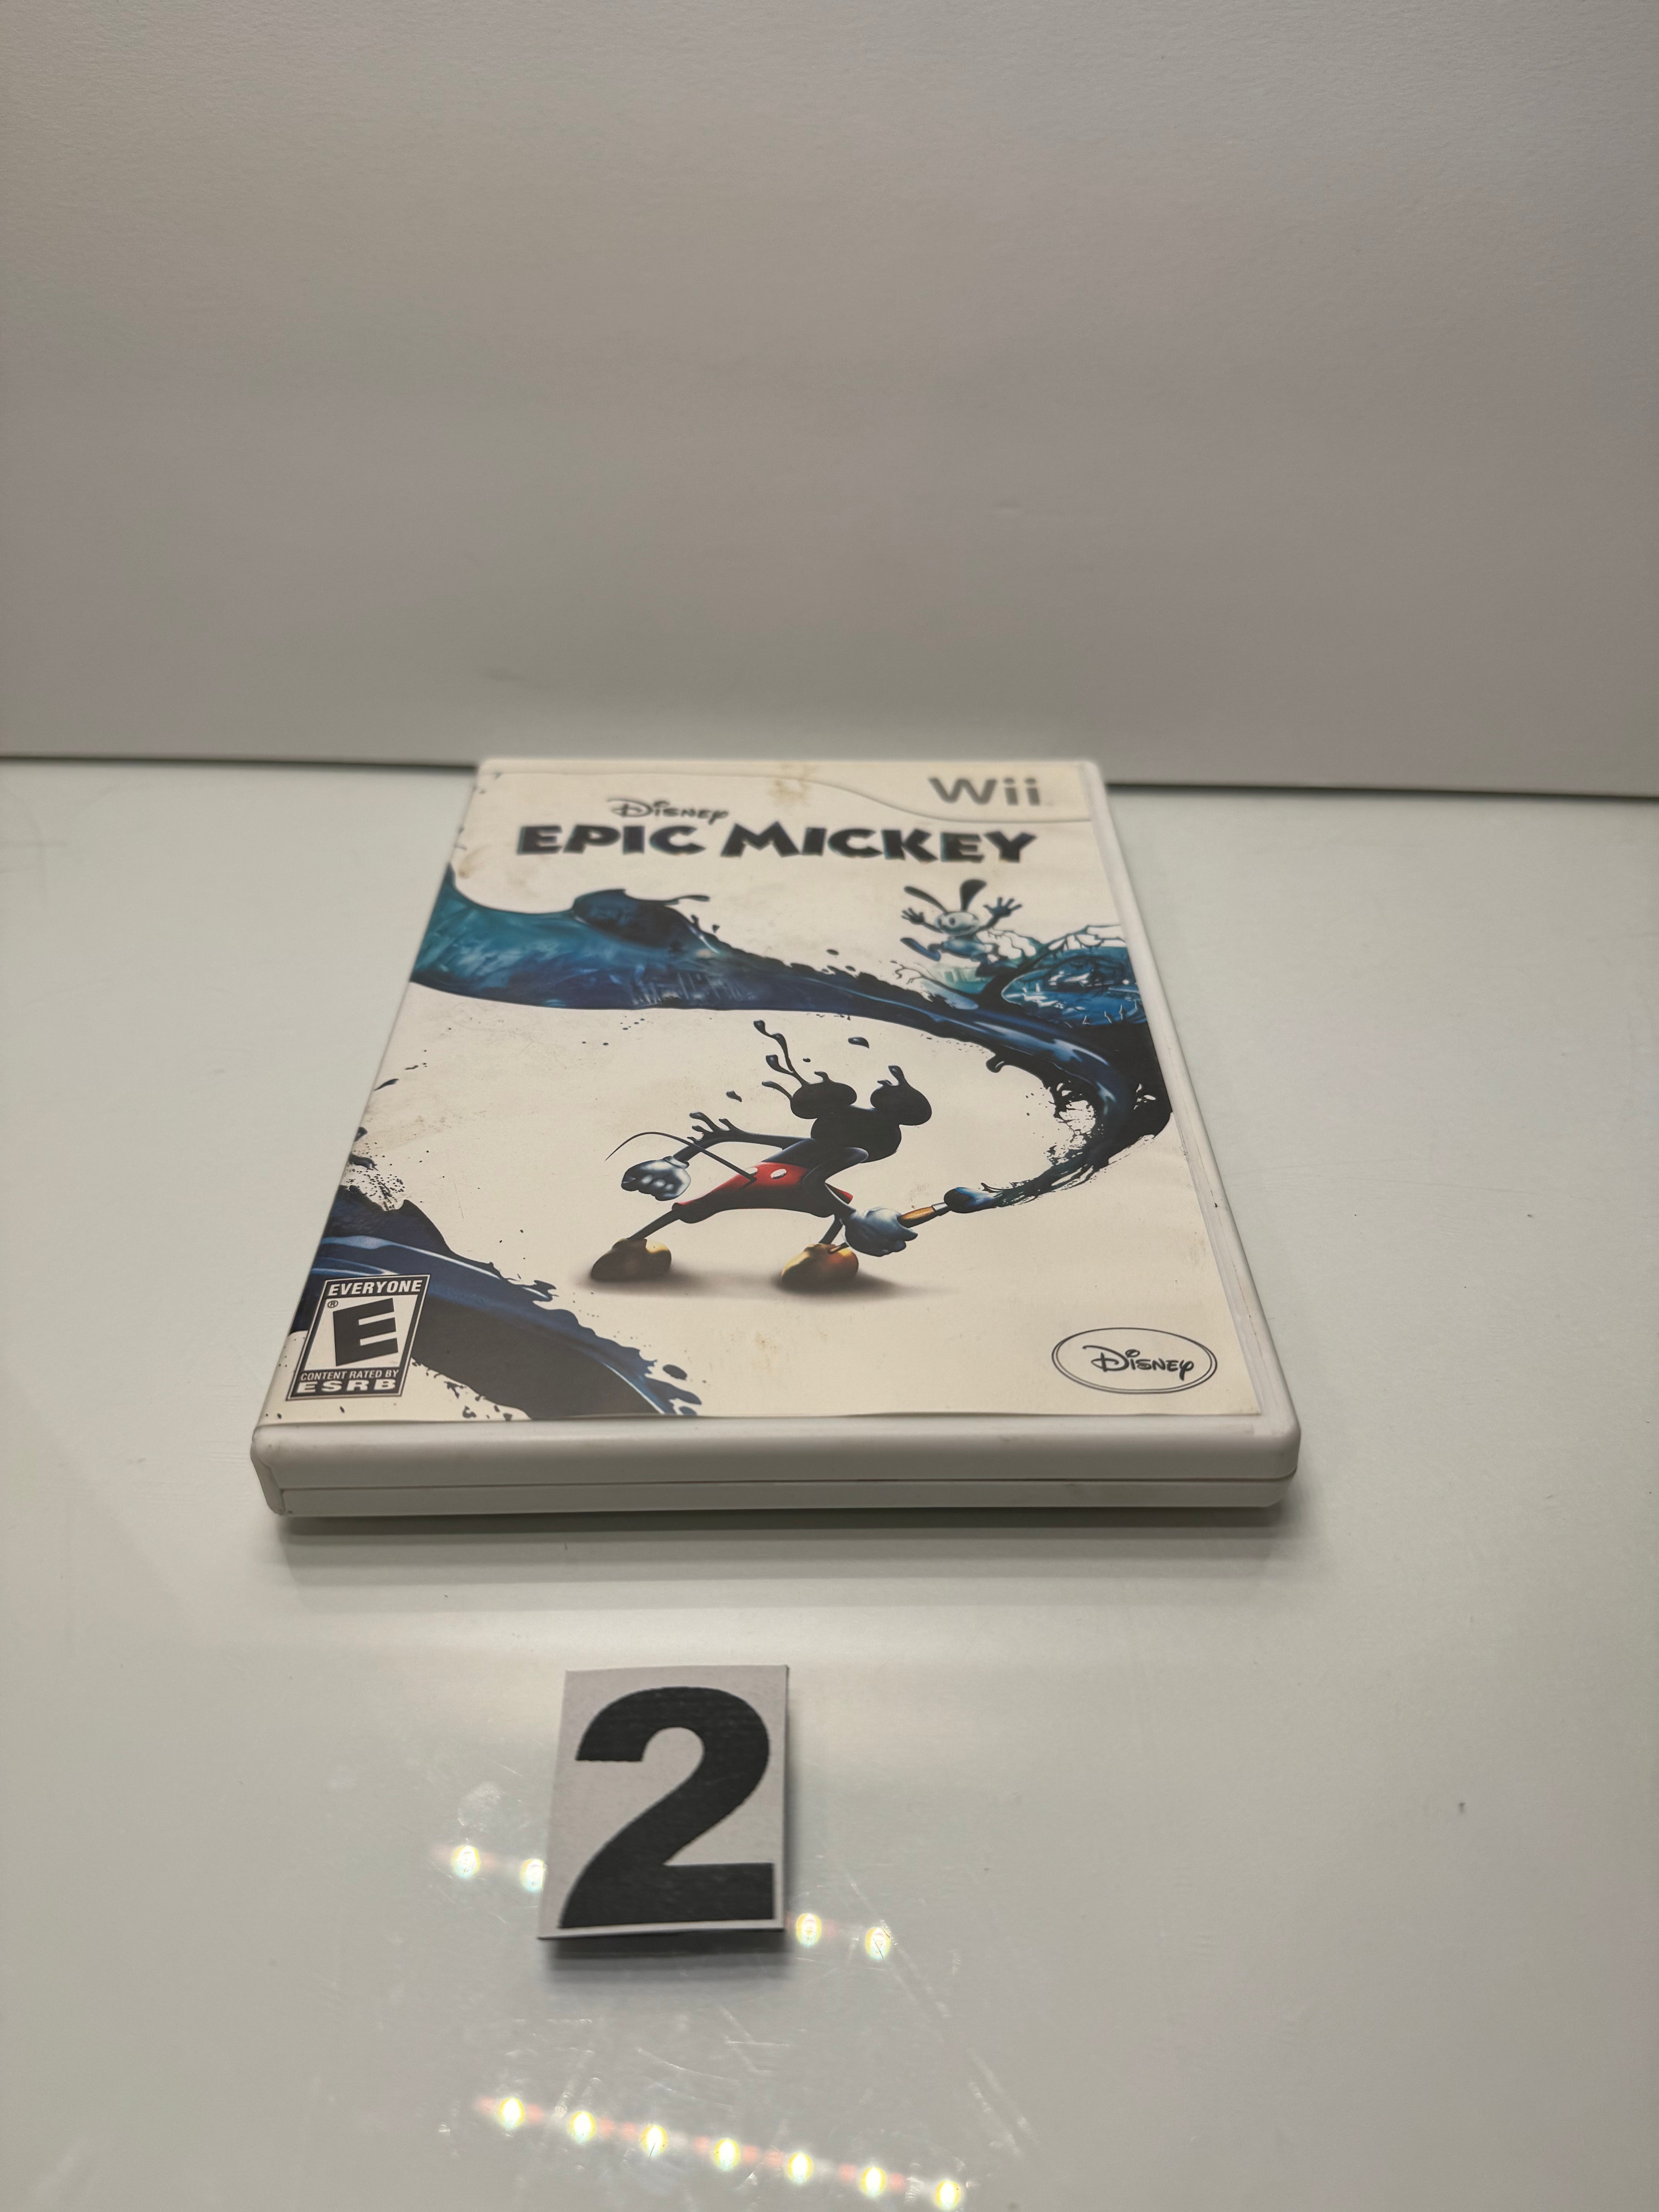 Wii
Disney
EPIC MICKEY
EVERYONE
E
®
CONTENT RATED BY
ESRB
Disney
2